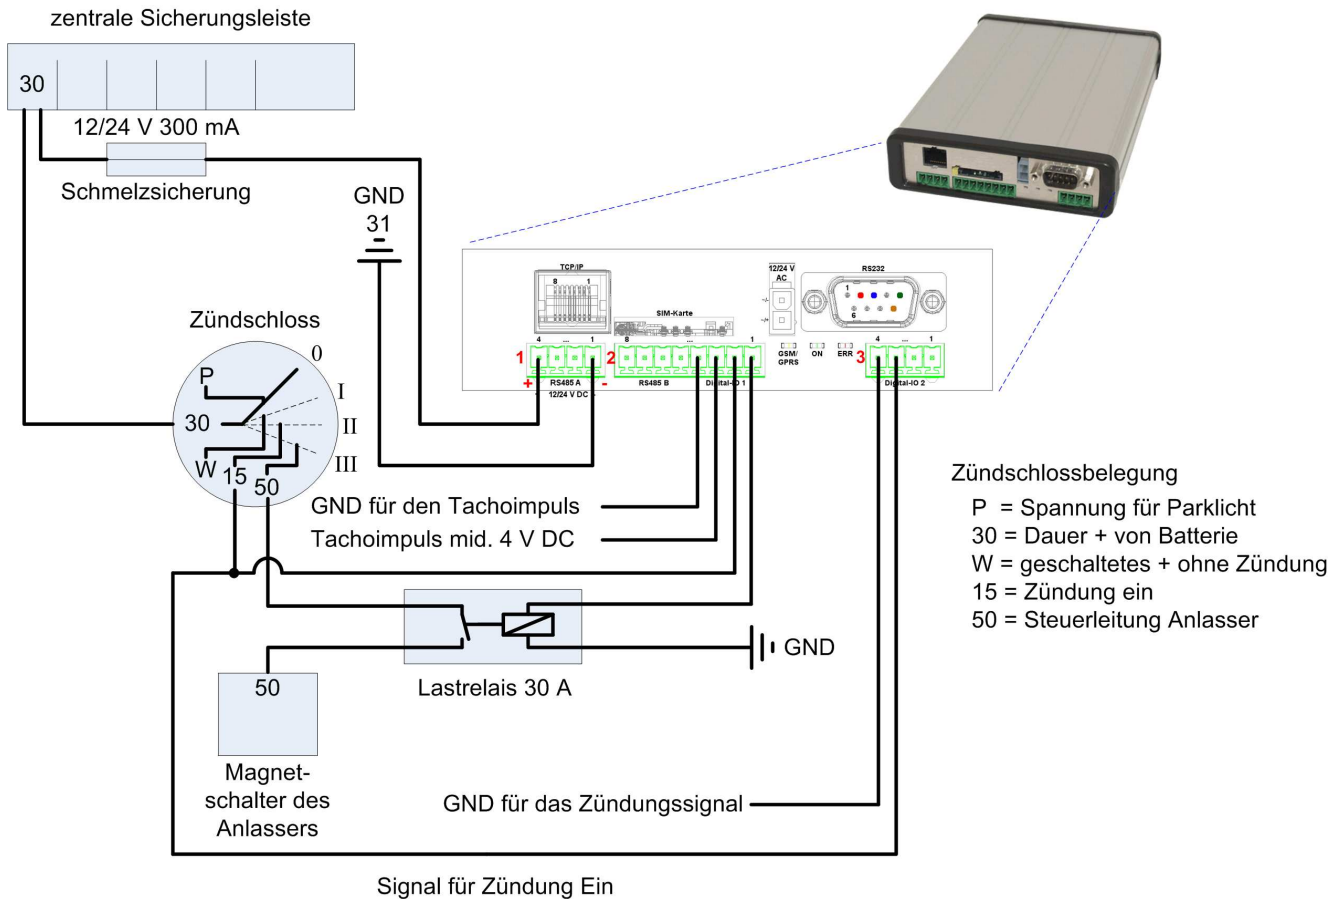 zentrale Sicherungsleiste
30
12/24 V 300 mA
Schmelzsicherung
GND
31
TCP/IP
8 1
SIM-Karte
12/24 V
AC
~/-
~/+
RS232
1
6
Zündschloss
0
I
II
III
P
30
W
15
50
1
4 ... 1
+
-
RS485 A
12/24 V DC
2
8 ... 1
RS485 B
Digital-IO 1
GSM/
GPRS
ON
ERR
3
4 ... 1
Digital-IO 2
GND für den Tachoimpuls
Tachoimpuls mid. 4 V DC
Zündschlossbelegung
P = Spannung für Parklicht
30 = Dauer + von Batterie
W = geschaltetes + ohne Zündung
15 = Zündung ein
50 = Steuerleitung Anlasser
GND
Lastrelais 30 A
50
Magnet-
schalter des
Anlassers
GND für das Zündungssignal
Signal für Zündung Ein